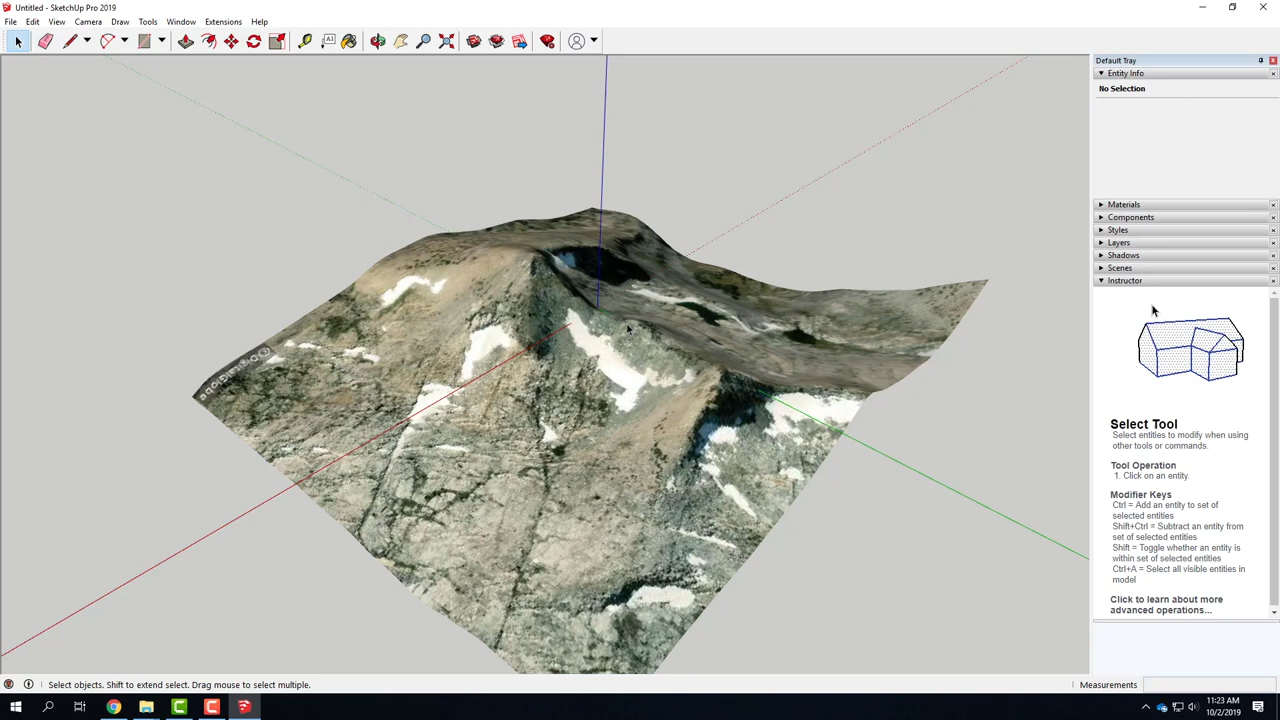 Untitled - SketchUp Pro 2019
File Edit View Camera Draw Tools Window Extensions Help
Default Tray
Entity Info
No Selection
Materials
Components
Styles
Layers
Shadows
Scenes
Instructor
DigitalGlobe
Select Tool
Select entities to modify when using
other tools or commands.
Tool Operation
1. Click on an entity.
Modifier Keys
Ctrl = Add an entity to set of
selected entities
Shift+Ctrl = Subtract an entity from
set of selected entities
Shift = Toggle whether an entity is
within set of selected entities
Ctrl+A = Select all visible entities in
model
Click to learn about more
advanced operations...
Select objects. Shift to extend select. Drag mouse to select multiple.
Measurements
11:23 AM
10/2/2019